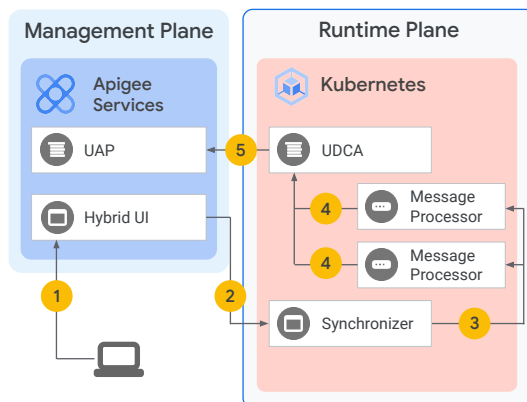 Management Plane
Runtime Plane
Apigee
Services
Kubernetes
UAP
5
UDCA
Hybrid UI
4
Message
Processor
4
Message
Processor
1
2
Synchronizer
3